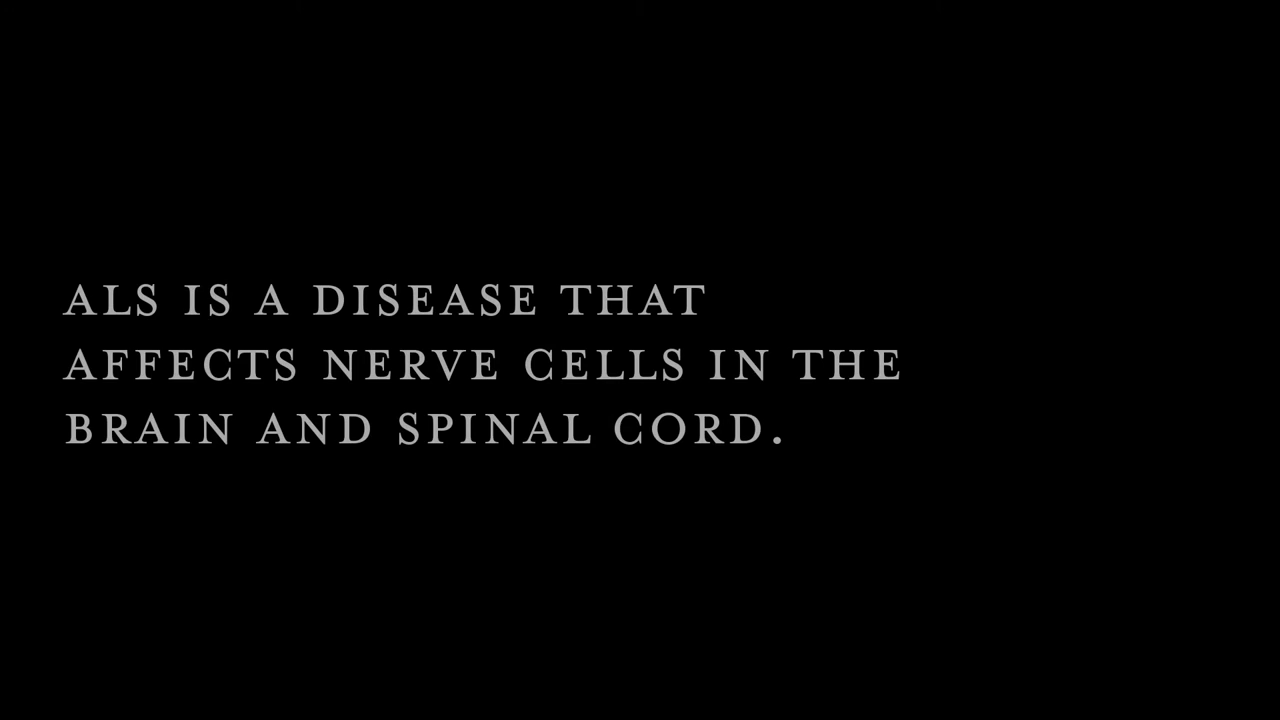 ALS IS A DISEASE THAT
AFFECTS NERVE CELLS IN THE
BRAIN AND SPINAL CORD.